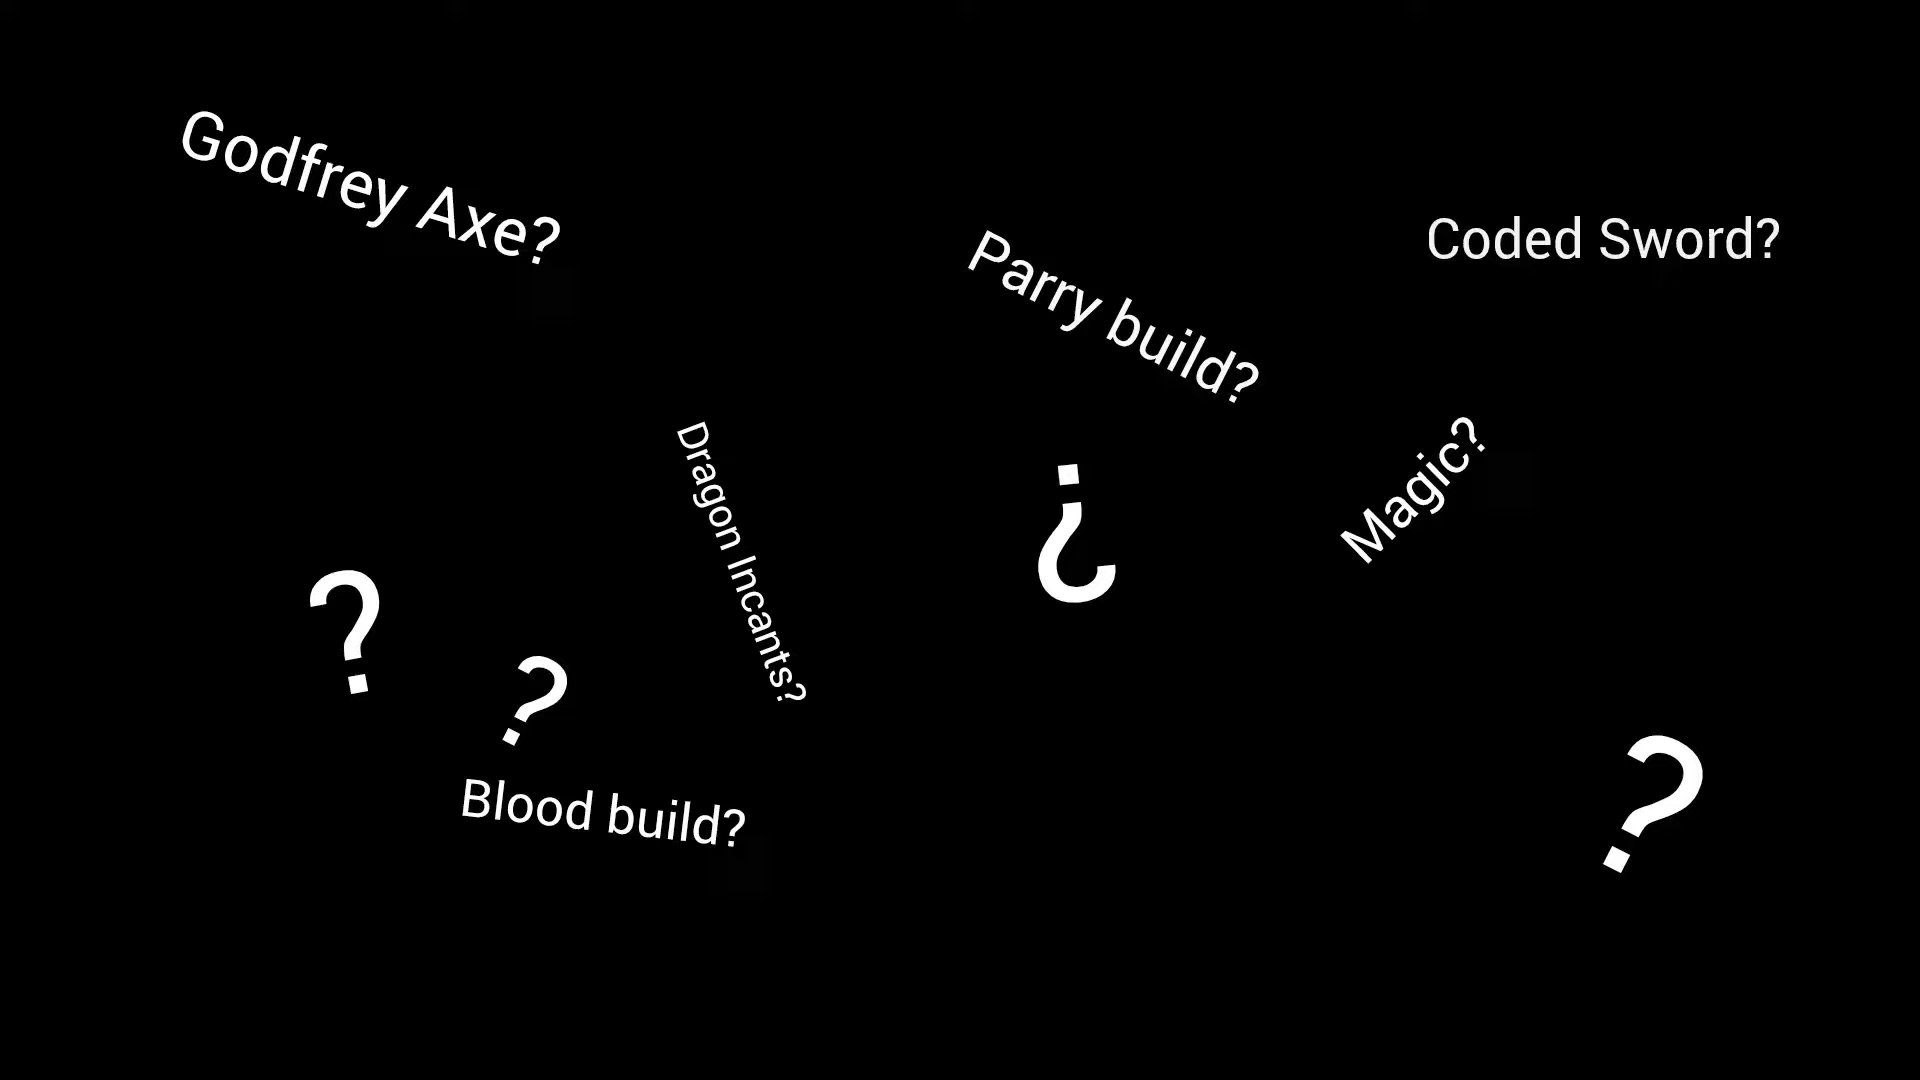 Godfrey Axe?
Coded Sword?
Parry build?
Magic?
Dragon Incants?
¿
?
?
Blood build?
?